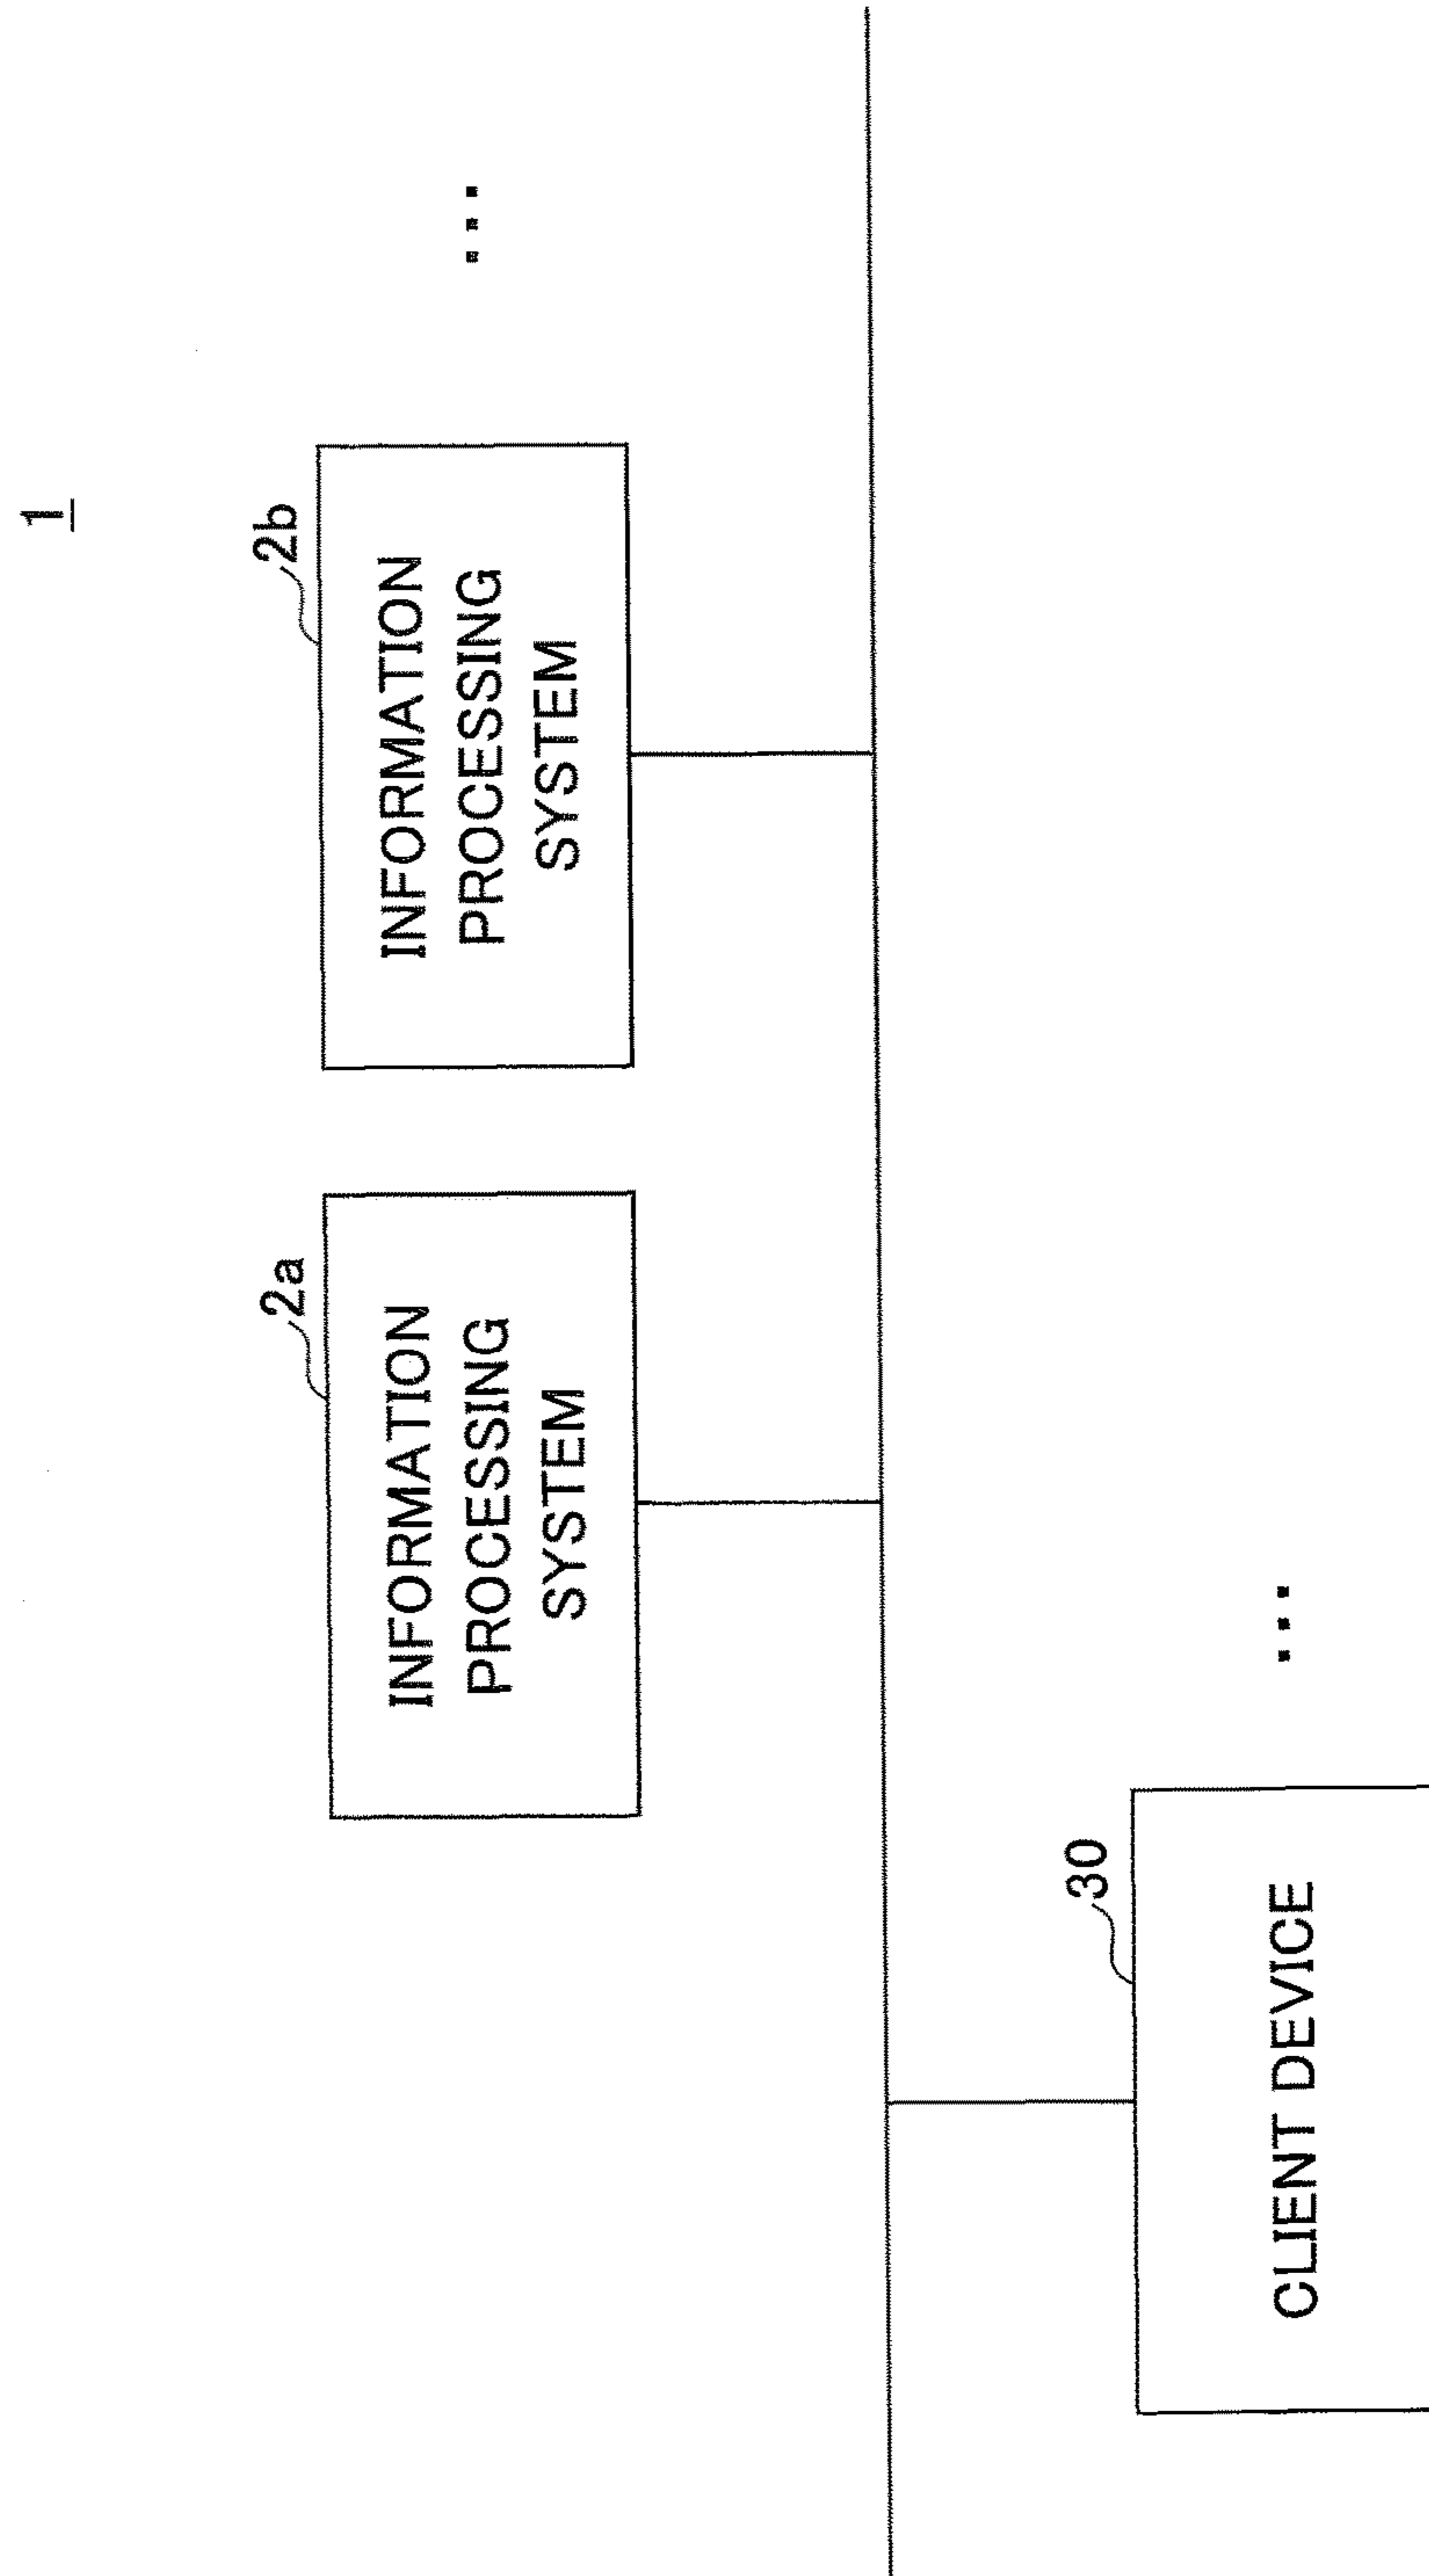 1
2a
INFORMATION
PROCESSING
SYSTEM
2b
INFORMATION
PROCESSING
SYSTEM
...
30
CLIENT DEVICE
...